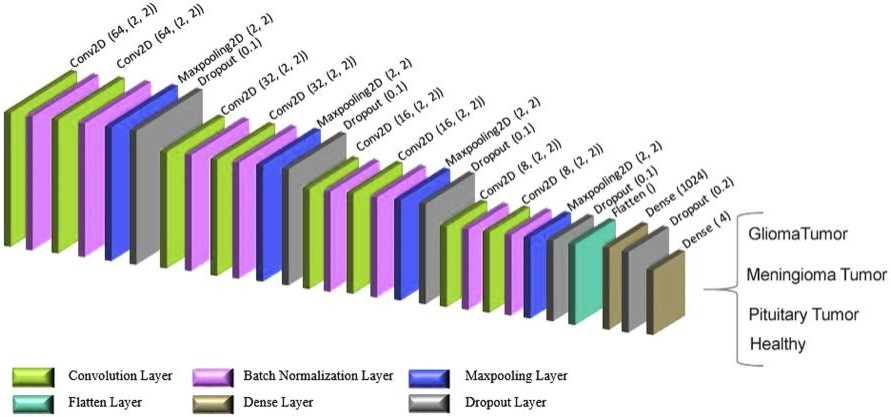 Conv2D (64, (2, 2))
Conv2D (64, (2, 2))
Maxpooling2D (2, 2)
Dropout (0.1)
Conv2D (32, (2, 2))
Conv2D (32, (2, 2))
Maxpooling2D (2, 2)
Dropout (0.1)
Conv2D (16, (2, 2))
Conv2D (16, (2, 2))
Maxpooling2D (2, 2)
Dropout (0.1)
Conv2D (8, (2, 2))
Conv2D (8, (2, 2))
Maxpooling2D (2, 2)
Dropout (0.1)
Flatten ()
Dense (1024)
Dropout (0.2)
Dense ( 4)
GliomaTumor
Meningioma Tumor
Pituitary Tumor
Healthy
Convolution Layer
Batch Normalization Layer
Maxpooling Layer
Flatten Layer
Dense Layer
Dropout Layer